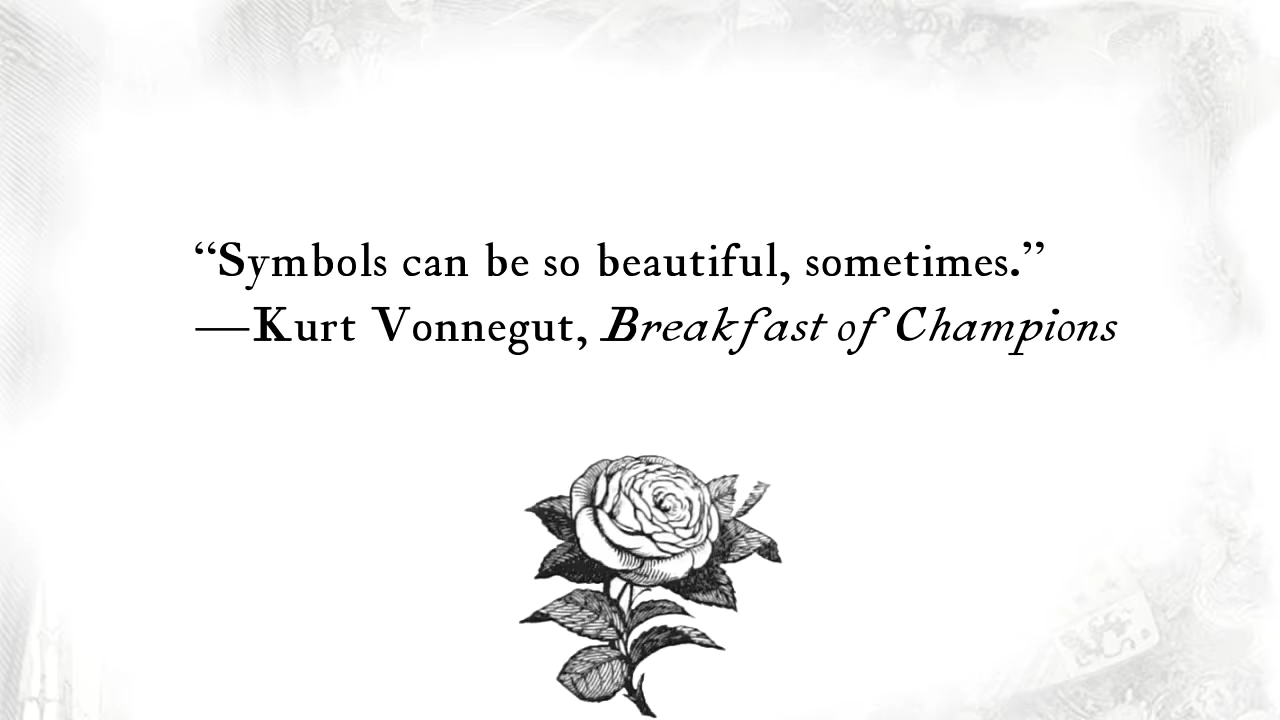 “Symbols can be so beautiful, sometimes.”
—Kurt Vonnegut, Breakfast of Champions